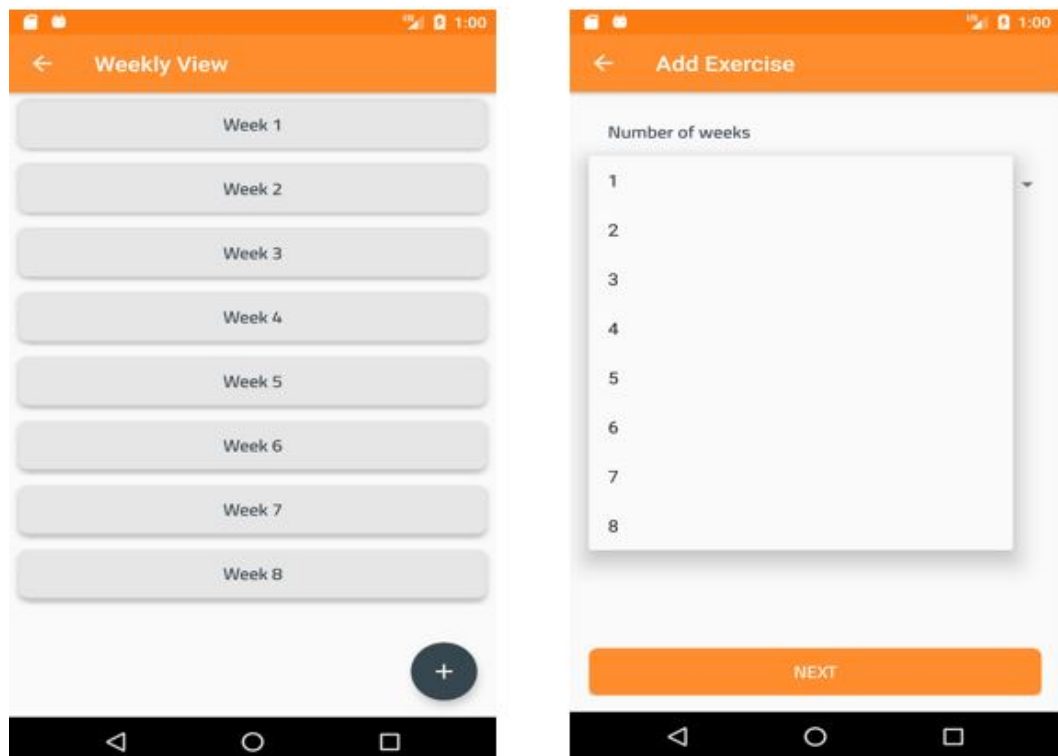 1:00
Weekly View
Week 1
Week 2
Week 3
Week 4
Week 5
Week 6
Week 7
Week 8
+
1:00
Add Exercise
Number of weeks
1
2
3
4
5
6
7
8
NEXT